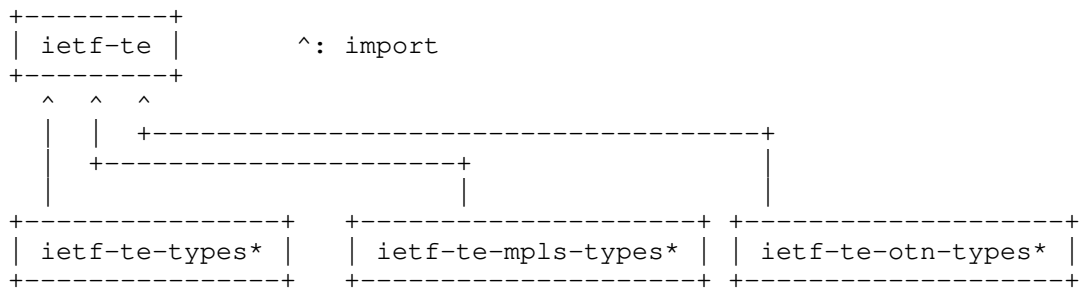 ietf-te ^: import
^ ^ ^
ietf-te-types* ietf-te-mpls-types* ietf-te-otn-types*